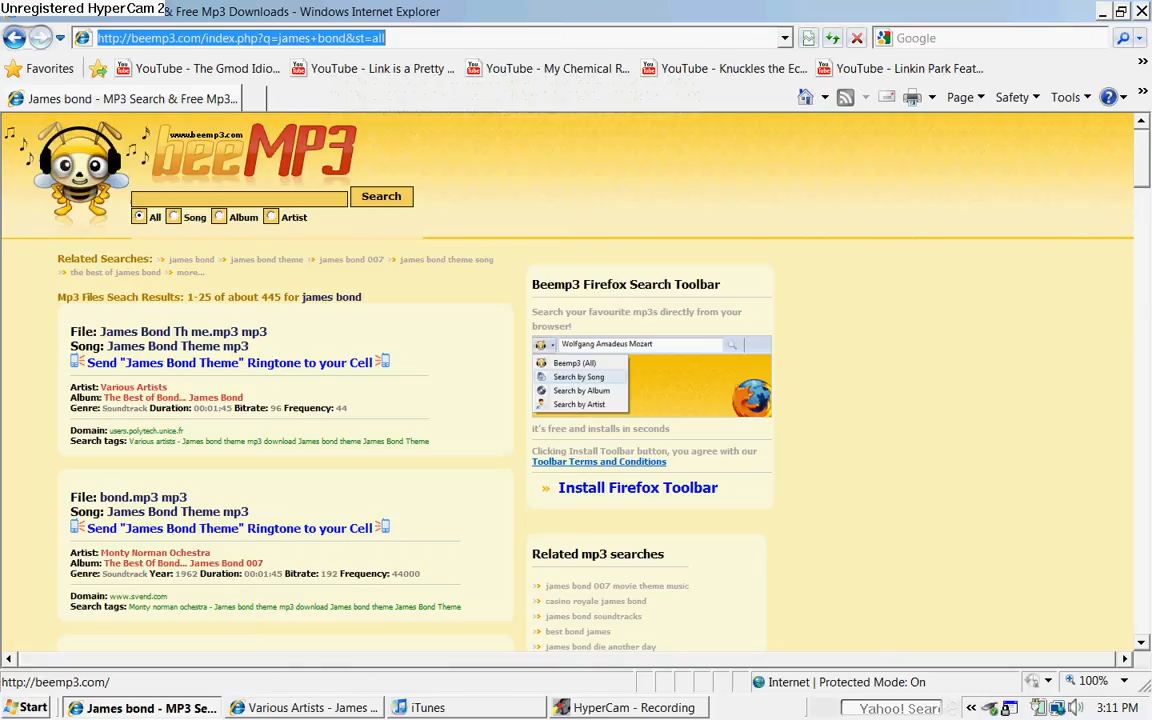 Unregistered HyperCam 2
& Free Mp3 Downloads - Windows Internet Explorer
http://beemp3.com/index.php?q=james+bond&st=all
Google
Favorites YouTube - The Gmod Idio... YouTube - Link is a Pretty ... YouTube - My Chemical R... YouTube - Knuckles the Ec... YouTube - Linkin Park Feat...
James bond - MP3 Search & Free Mp3... Page Safety Tools
www.beemp3.com
beeMP3
Search
All Song Album Artist
Related Searches: james bond james bond theme james bond 007 james bond theme song
the best of james bond more...
Mp3 Files Seach Results: 1-25 of about 445 for james bond
File: James Bond Th me.mp3 mp3
Song: James Bond Theme mp3
Send "James Bond Theme" Ringtone to your Cell
Artist: Various Artists
Album: The Best of Bond... James Bond
Genre: Soundtrack Duration: 00:01:45 Bitrate: 96 Frequency: 44
Domain: users.polytech.unice.fr
Search tags: Various artists - James bond theme mp3 download James bond theme James Bond Theme
File: bond.mp3 mp3
Song: James Bond Theme mp3
Send "James Bond Theme" Ringtone to your Cell
Artist: Monty Norman Ochestra
Album: The Best Of Bond... James Bond 007
Genre: Soundtrack Year: 1962 Duration: 00:01:45 Bitrate: 192 Frequency: 44000
Domain: www.svend.com
Search tags: Monty norman ochestra - James bond theme mp3 download James bond theme James Bond Theme
Beemp3 Firefox Search Toolbar
Search your favourite mp3s directly from your
browser!
Wolfgang Amadeus Mozart
Beemp3 (All)
Search by Song
Search by Album
Search by Artist
it's free and installs in seconds
Clicking Install Toolbar button, you agree with our
Toolbar Terms and Conditions
Install Firefox Toolbar
Related mp3 searches
james bond 007 movie theme music
casino royale james bond
james bond soundtracks
best bond james
james bond die another day
http://beemp3.com/ Internet | Protected Mode: On 100%
Start James bond - MP3 Se... Various Artists - James ... iTunes HyperCam - Recording Yahoo! Sear 3:11 PM